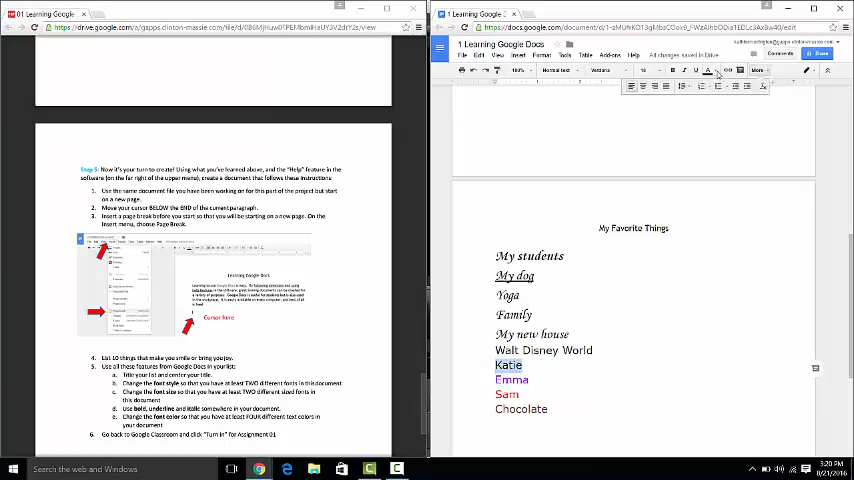 01 Learning Google Docs.pd
1 Learning Google D
https://drive.google.com/a/gapps.clinton-massie.com/file/d/
/view
https://docs.google.com/document/d/
/edit
1 Learning Google Docs
Comments
Share
File Edit View Insert Format Tools Table Add-ons Help All changes saved in Drive
100% Normal text Verdana 18 B I U A More
Step 5: Now it's your turn to create! Using what you've learned above, and the "Help" feature in the
software (on the far right of the upper menu), create a document that follows these instructions:
1. Use the same document file you have been working on for this part of the project but start
on a new page.
2. Move your cursor BELOW the END of the current paragraph.
3. Insert a page break before you start so that you will be starting on a new page. On the
Insert menu, choose Page Break.
Learning Google Docs
Cursor here
4. List 10 things that make you smile or bring you joy.
5. Use all these features from Google Docs in your list:
a. Title your list and center your title.
b. Change the font style so that you have at least TWO different fonts in this document
c. Change the font size so that you have at least TWO different sized fonts in
this document
d. Use bold, underline and italic somewhere in your document.
e. Change the font color so that you have at least FOUR different text colors in
your document
6. Go back to Google Classroom and click "Turn In" for Assignment 01
My Favorite Things
My students
My dog
Yoga
Family
My new house
Walt Disney World
Katie
Emma
Sam
Chocolate
Search the web and Windows
3:20 PM
8/21/2016